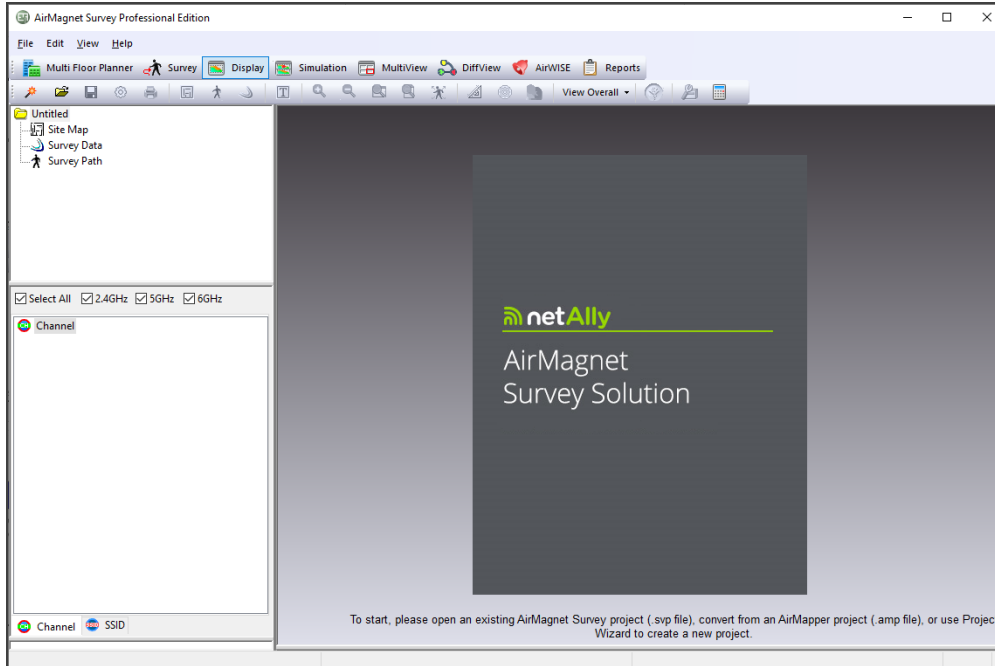 AirMagnet Survey Professional Edition
File Edit View Help
Multi Floor Planner Survey Display Simulation MultiView DiffView AirWISE Reports
T View Overall
Untitled
Site Map
Survey Data
Survey Path
Select All 2.4GHz 5GHz 6GHz
CH Channel
netAlly
AirMagnet
Survey Solution
CH Channel SSID SSID
To start, please open an existing AirMagnet Survey project (.svp file), convert from an AirMapper project (.amp file), or use Projec
Wizard to create a new project.